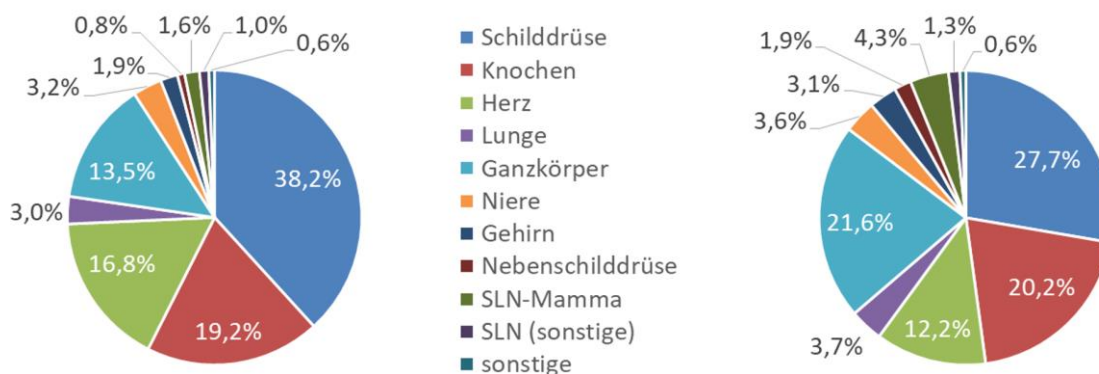 0,8%
1,6%
1,0%
0,6%
1,9%
3,2%
13,5%
38,2%
3,0%
16,8%
19,2%
Schilddrüse
Knochen
Herz
Lunge
Ganzkörper
Niere
Gehirn
Nebenschilddrüse
SLN-Mamma
SLN (sonstige)
sonstige
1,9%
4,3%
1,3%
0,6%
3,1%
3,6%
27,7%
21,6%
20,2%
12,2%
3,7%